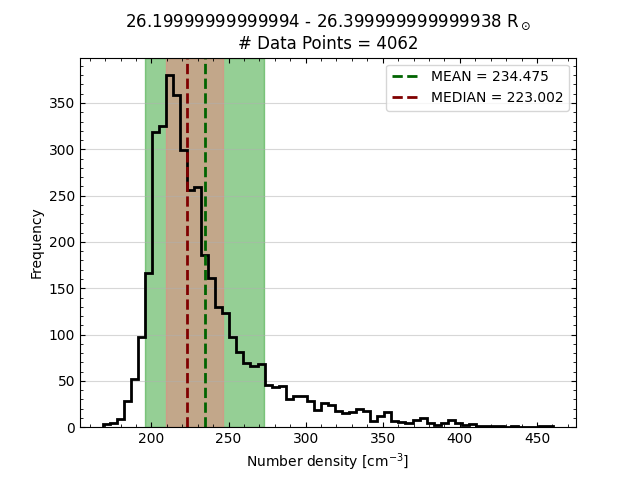 26.19999999999994 - 26.399999999999938 R⊙
# Data Points = 4062
MEAN = 234.475
MEDIAN = 223.002
Frequency
350
300
250
200
150
100
50
0
200 250 300 350 400 450
Number density [cm⁻³]